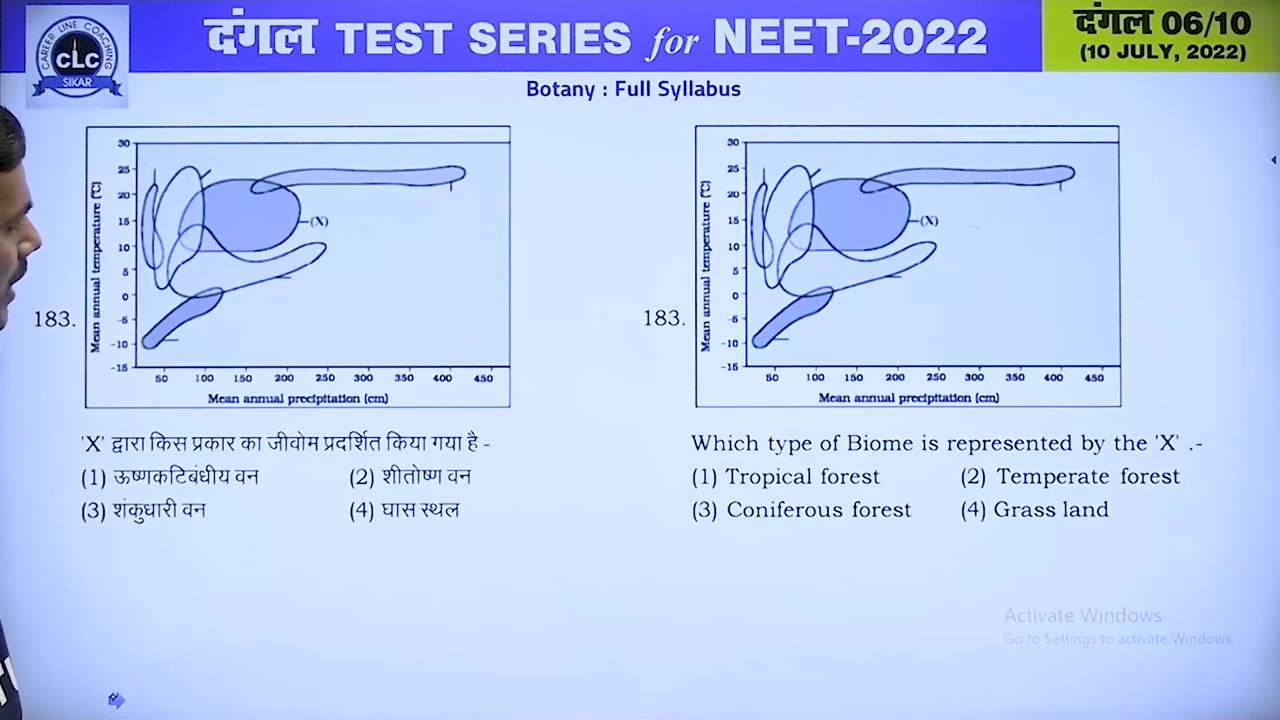 CAREER LINE COACHING
CLC
SIKAR
दंगल TEST SERIES for NEET-2022
दंगल 06/10
(10 JULY, 2022)
Botany : Full Syllabus
183.
Mean annual temperature (°C)
30
25
20
15
10
5
0
-5
-10
-15
(X)
50 100 150 200 250 300 350 400 450
Mean annual precipitation (cm)
'X' द्वारा किस प्रकार का जीवोम प्रदर्शित किया गया है -
(1) ऊष्णकटिबंधीय वन (2) शीतोष्ण वन
(3) शंकुधारी वन (4) घास स्थल
183.
Mean annual temperature (°C)
30
25
20
15
10
5
0
-5
-10
-15
(X)
50 100 150 200 250 300 350 400 450
Mean annual precipitation (cm)
Which type of Biome is represented by the 'X' .-
(1) Tropical forest (2) Temperate forest
(3) Coniferous forest (4) Grass land
Activate Windows
Go to Settings to activate Windows